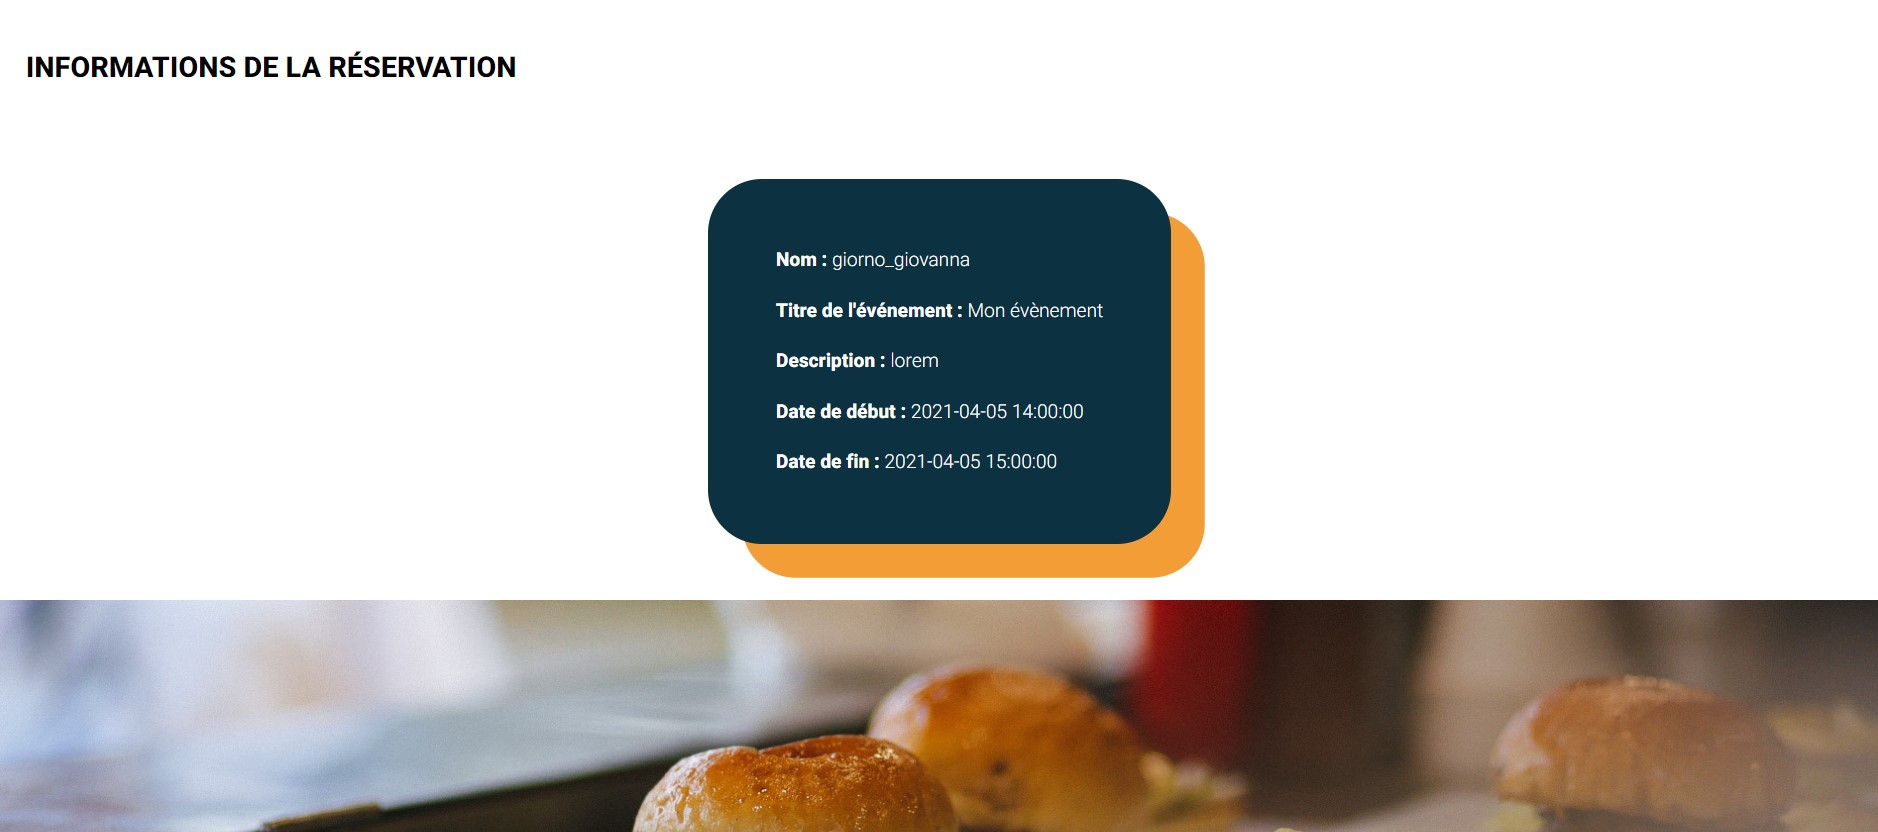 INFORMATIONS DE LA RÉSERVATION
Nom : giorno_giovanna
Titre de l'événement : Mon évènement
Description : lorem
Date de début : 2021-04-05 14:00:00
Date de fin : 2021-04-05 15:00:00